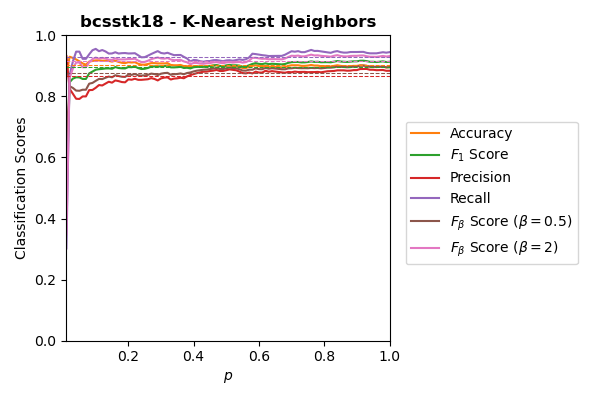 bcsstk18 - K-Nearest Neighbors
1.0
0.8
0.6
0.4
0.2
0.0
Classification Scores
0.2 0.4 0.6 0.8 1.0
p
Accuracy
F₁ Score
Precision
Recall
Fᵦ Score (β = 0.5)
Fᵦ Score (β = 2)